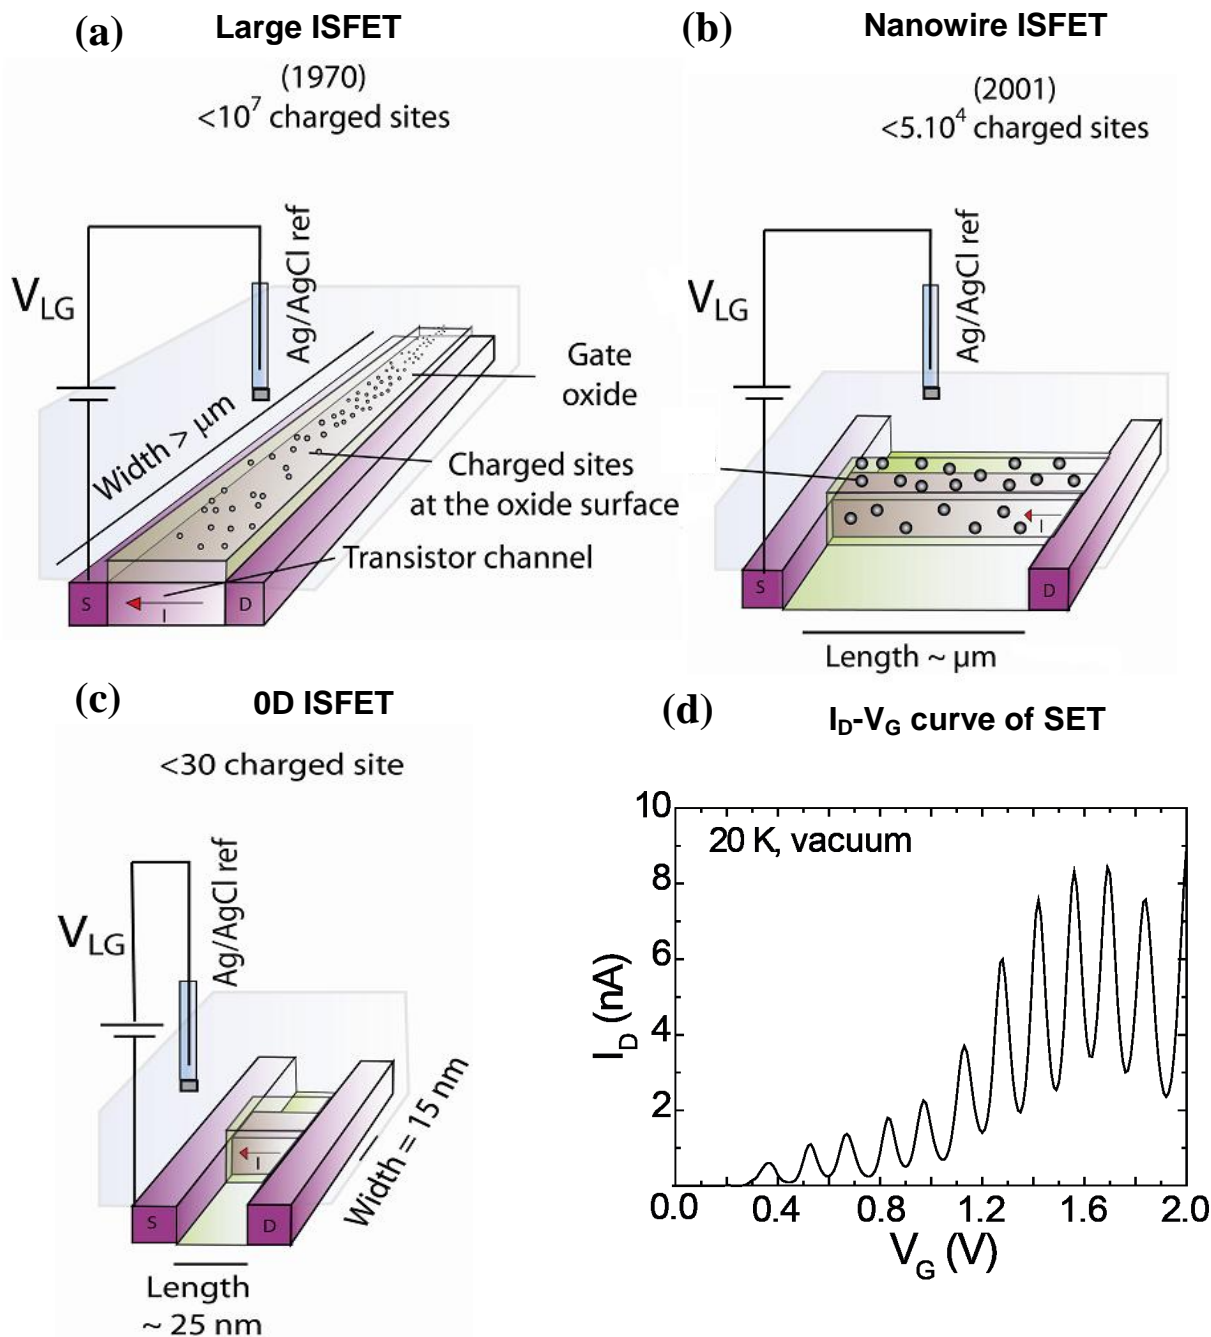 (a) Large ISFET
(1970)
<10⁷ charged sites
V_LG
Ag/AgCl ref
Width > μm
Gate
oxide
Charged sites
at the oxide surface
Transistor channel
S
I
D
(b) Nanowire ISFET
(2001)
<5.10⁴ charged sites
V_LG
Ag/AgCl ref
I
S
D
Length ~ μm
(c) 0D ISFET
<30 charged site
V_LG
Ag/AgCl ref
I
Width = 15 nm
S
D
Length
~ 25 nm
(d) I_D-V_G curve of SET
20 K, vacuum
10
8
6
4
2
I_D (nA)
0.0 0.4 0.8 1.2 1.6 2.0
V_G (V)